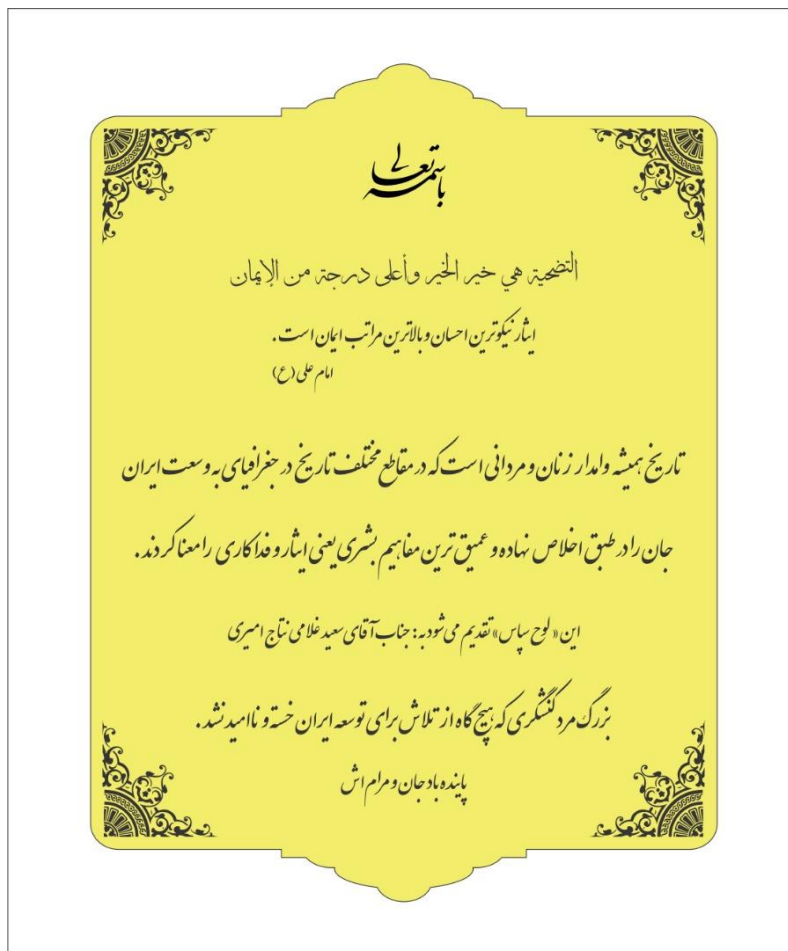 باسمه تعالی
التضحية هي خير الخير وأعلى درجة من الإيمان
ایثار نیکوترین احسان و بالاترین مراتب ایمان است.
امام علی (ع)
تاریخ همیشه وامدار زنان و مردانی است که در مقاطع مختلف تاریخ در جغرافیای به وسعت ایران
جان را در طبق اخلاص نهاده و عمیق ترین مفاهیم بشری یعنی ایثار و فداکاری را معنا کردند.
این «لوح سپاس» تقدیم می شود به: جناب آقای سعید غلامی نتاج امیری
بزرگ مرد کنشگری که هیچ گاه از تلاش برای توسعه ایران خسته و ناامید نشد.
پاینده باد جان و مرام اش